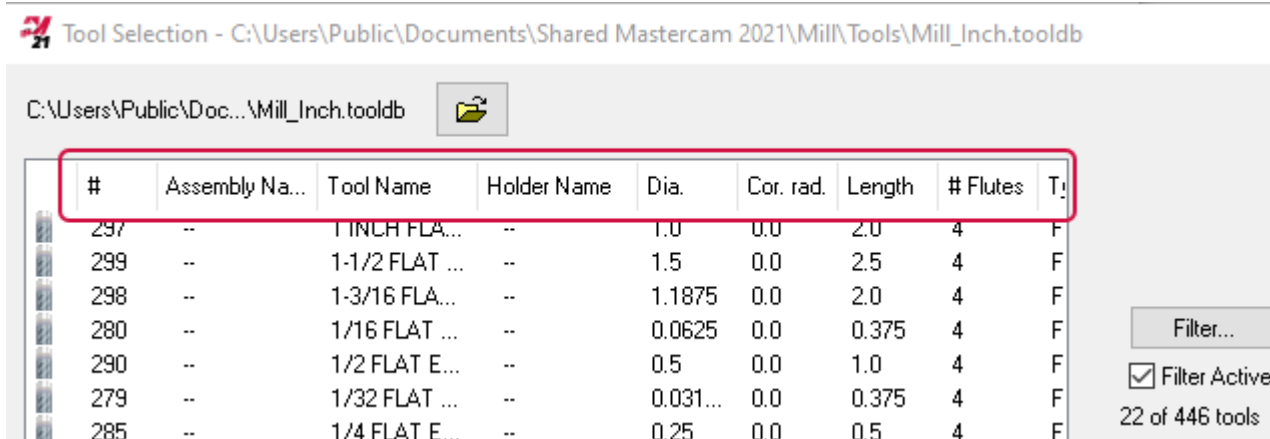 21 Tool Selection - C:\Users\Public\Documents\Shared Mastercam 2021\Mill\Tools\Mill_Inch.tooldb
C:\Users\Public\Doc...\Mill_Inch.tooldb
# Assembly Na... Tool Name Holder Name Dia. Cor. rad. Length # Flutes
297 -- 1 INCH FLA... -- 1.0 0.0 2.0 4 F
299 -- 1-1/2 FLAT ... -- 1.5 0.0 2.5 4 F
298 -- 1-3/16 FLA... -- 1.1875 0.0 2.0 4 F
280 -- 1/16 FLAT ... -- 0.0625 0.0 0.375 4 F
Filter...
290 -- 1/2 FLAT E... -- 0.5 0.0 1.0 4 F
Filter Active
279 -- 1/32 FLAT ... -- 0.031... 0.0 0.375 4 F
22 of 446 tools
285 -- 1/4 FLAT E... -- 0.25 0.0 0.5 4 F